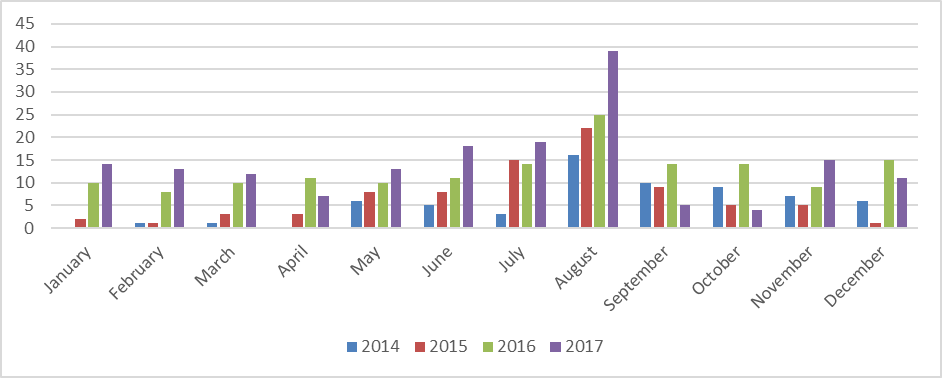 45
40
35
30
25
20
15
10
5
0
January
February
March
April
May
June
July
August
September
October
November
December
2014 2015 2016 2017